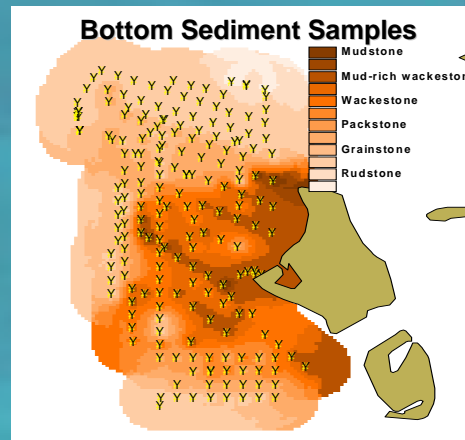 Bottom Sediment Samples
Mudstone
Mud-rich wackeston
Wackestone
Packstone
Grainstone
Rudstone